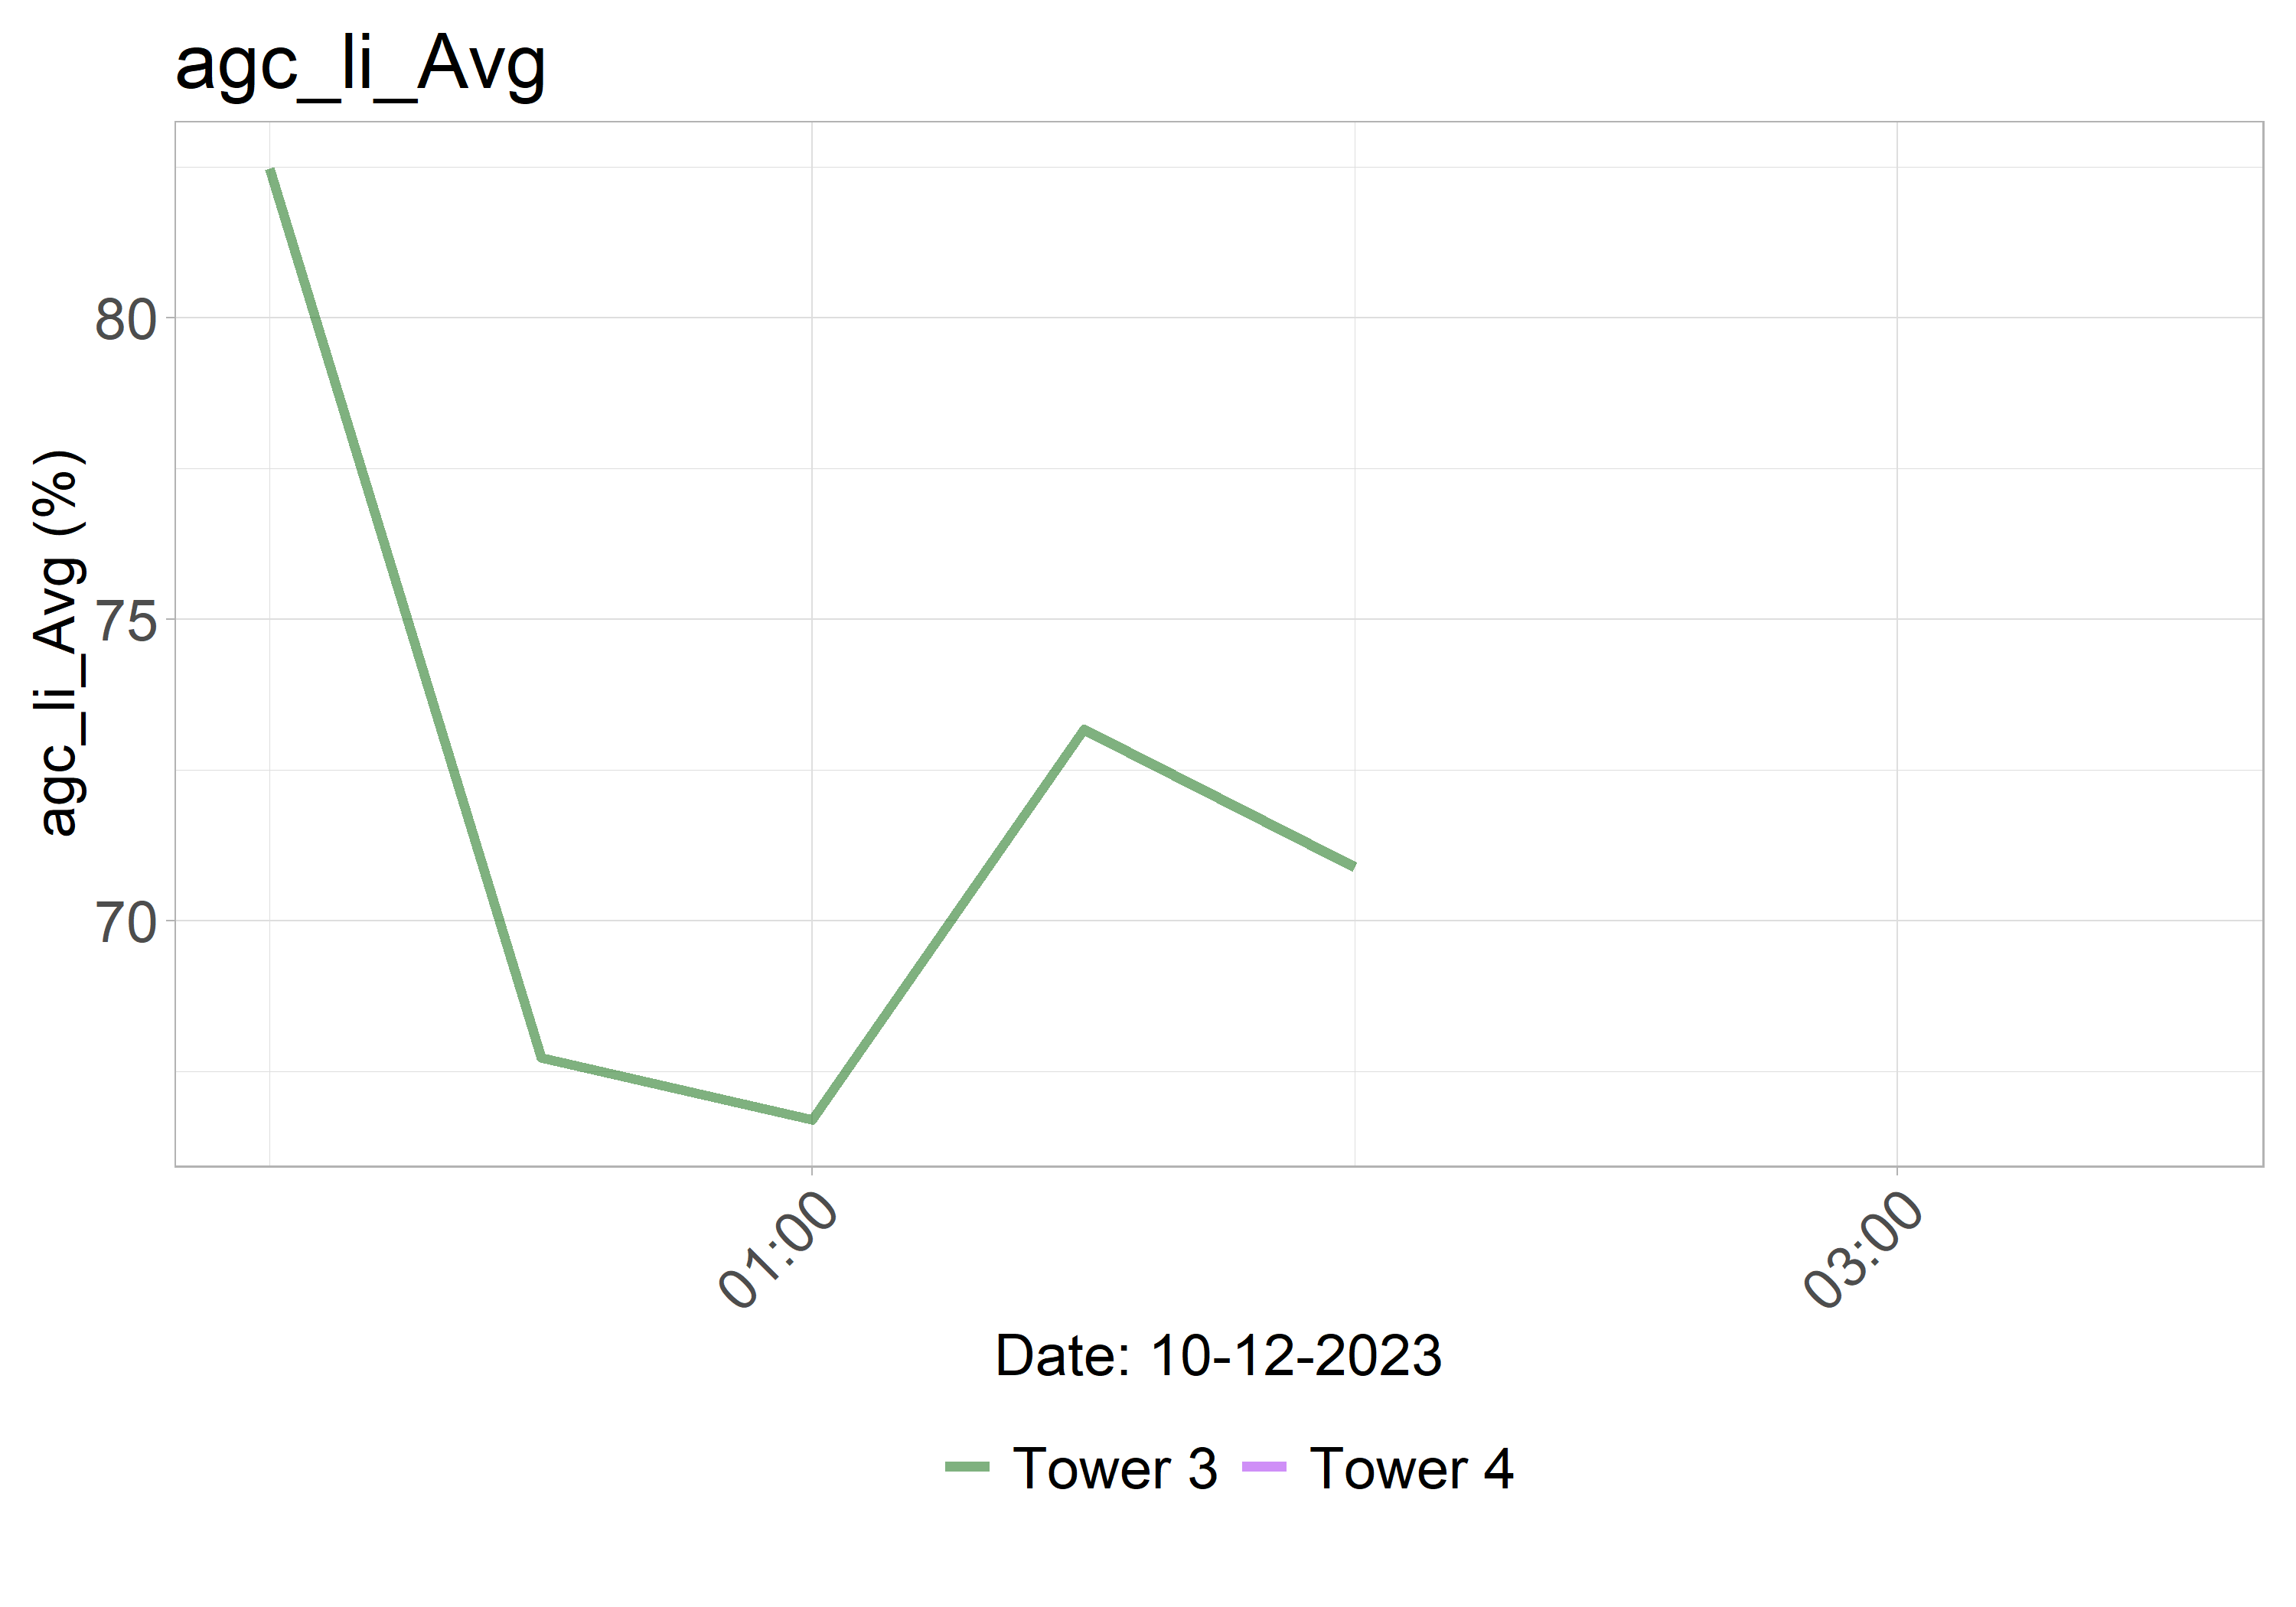 agc_li_Avg
agc_li_Avg (%)
80
75
70
01:00
03:00
Date: 10-12-2023
Tower 3
Tower 4